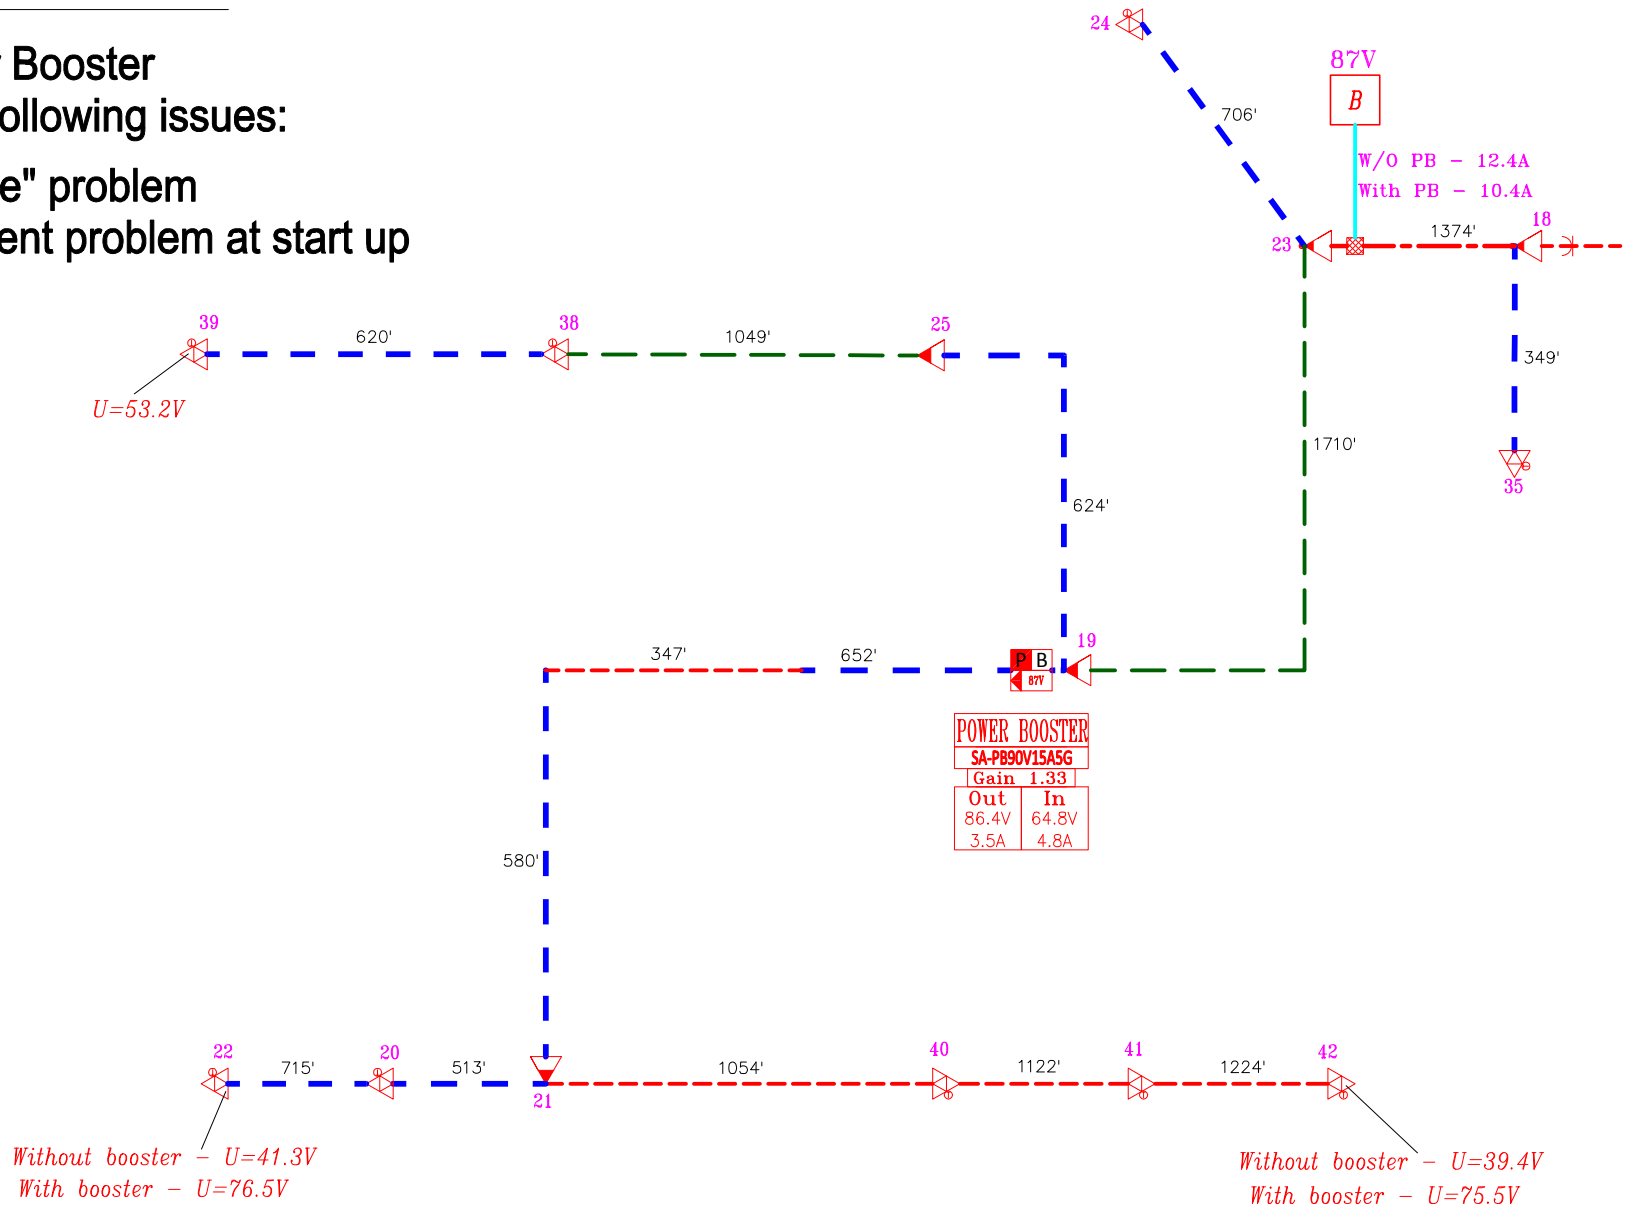 Booster
ollowing issues:
e" problem
ent problem at start up
24
87V
B
706'
W/O PB - 12.4A
With PB - 10.4A
23
1374'
18
39
620'
38
1049'
25
349'
U=53.2V
1710'
35
624'
19
347'
652'
P B
87V
POWER BOOSTER
SA-PB90V15A5G
Gain 1.33
Out In
86.4V 64.8V
3.5A 4.8A
580'
22
715'
20
513'
21
1054'
40
1122'
41
1224'
42
Without booster - U=41.3V
With booster - U=76.5V
Without booster - U=39.4V
With booster - U=75.5V